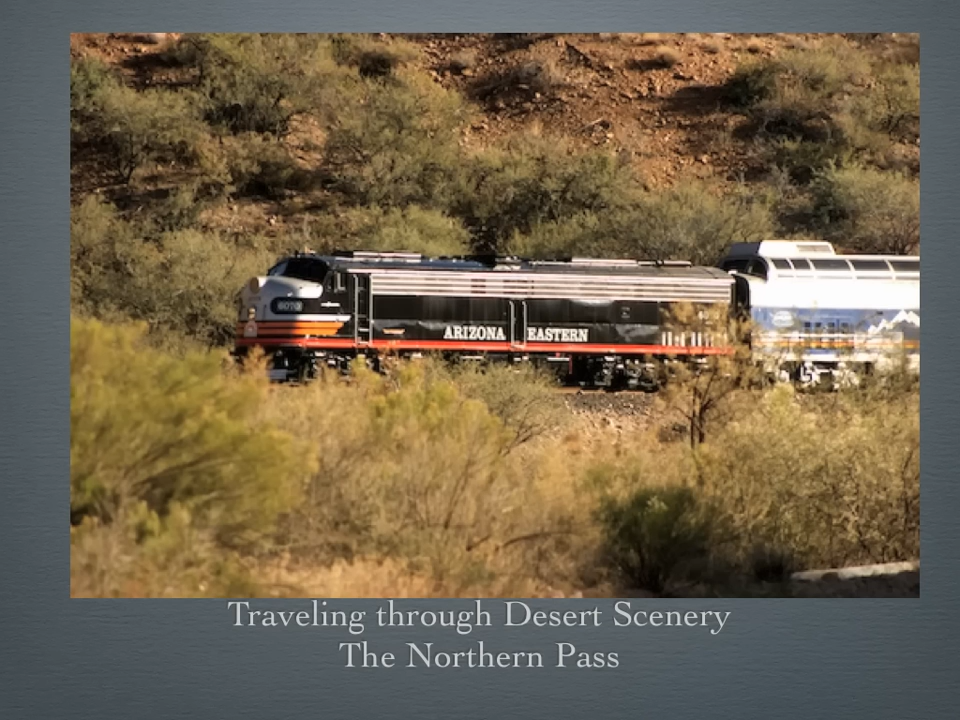 ARIZONA EASTERN
Traveling through Desert Scenery
The Northern Pass